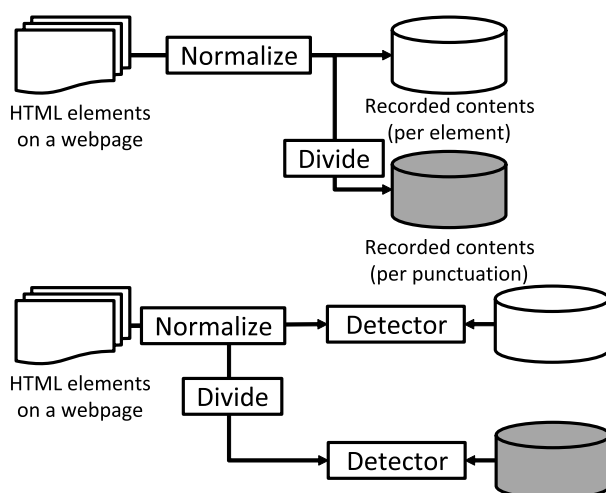 Normalize
HTML elements
on a webpage
Recorded contents
(per element)
Divide
Recorded contents
(per punctuation)
Normalize
Detector
HTML elements
on a webpage
Divide
Detector